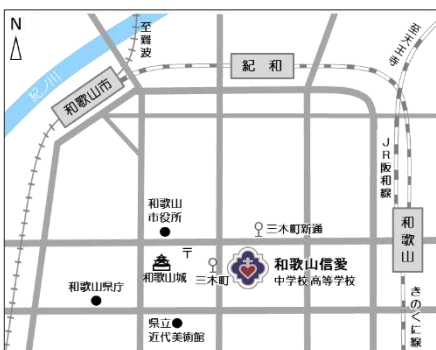 N
至難波
至天王寺
紀ノ川
紀和
和歌山市
JR阪和線
和歌山
市役所
三木町新通
和歌山
〒
和歌山城
三木町
和歌山信愛
中学校 高等学校
和歌山県庁
きのくに線
県立
近代美術館